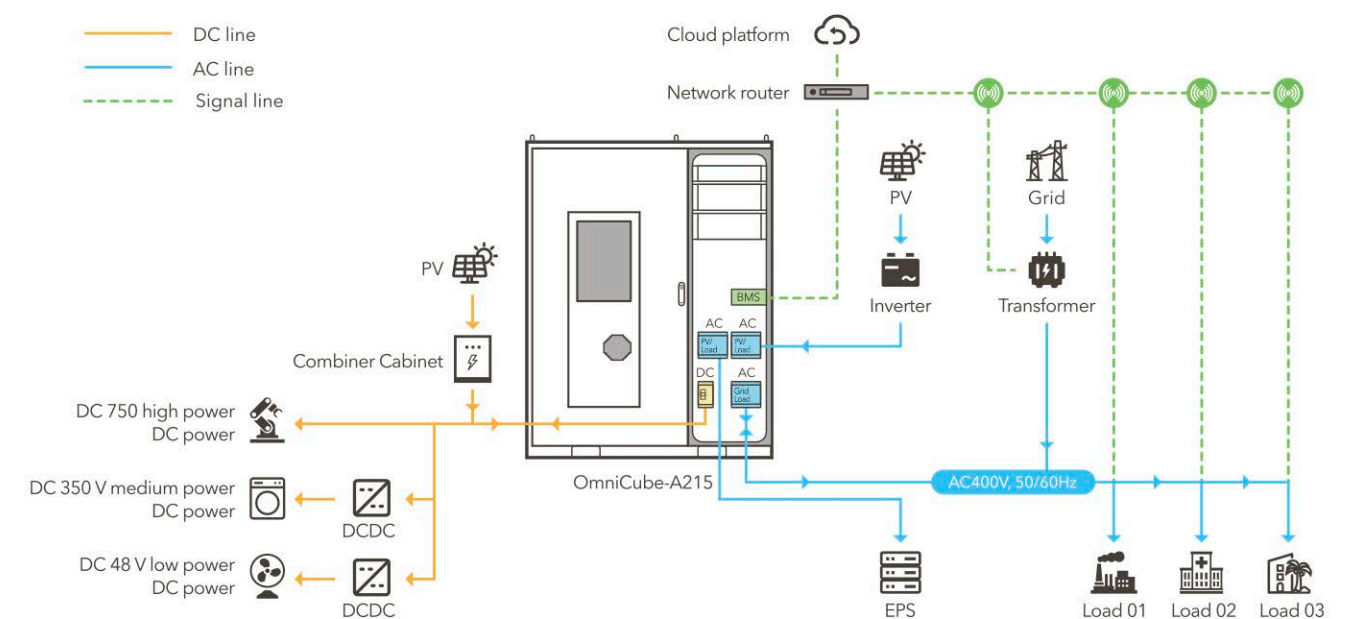 DC line
AC line
Signal line
Cloud platform
Network router
PV
Grid
PV
Inverter
Transformer
BMS
AC
AC
PV/
Load
PV/
Load
Combiner Cabinet
DC
AC
Grid
Load
DC 750 high power
DC power
OmniCube-A215
AC400V, 50/60Hz
DC 350 V medium power
DC power
DCDC
DC 48 V low power
DC power
DCDC
EPS
Load 01
Load 02
Load 03